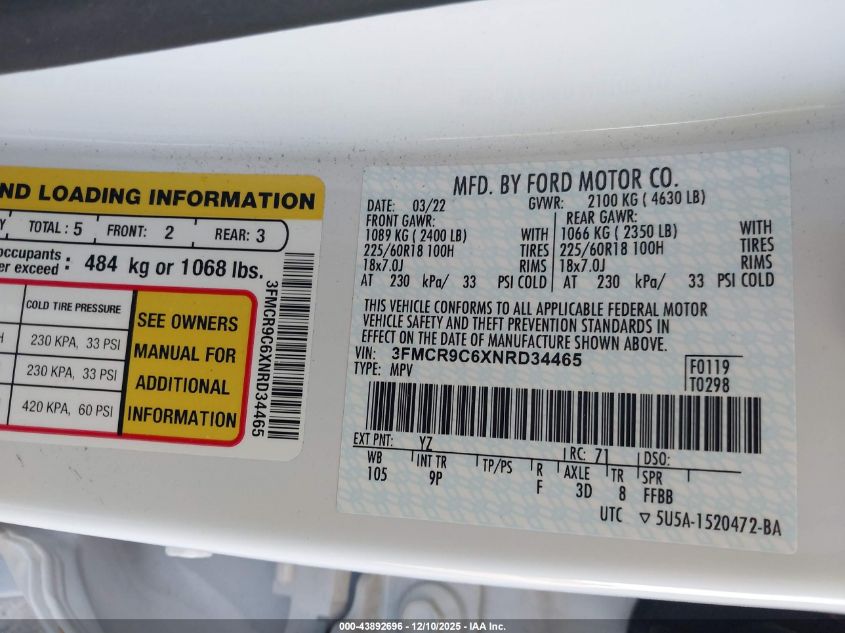 ND LOADING INFORMATION
Y TOTAL : 5 FRONT: 2 REAR: 3
occupants
er exceed : 484 kg or 1068 lbs.
COLD TIRE PRESSURE
H 230 KPA, 33 PSI
230 KPA, 33 PSI
420 KPA, 60 PSI
SEE OWNERS
MANUAL FOR
ADDITIONAL
INFORMATION
3FMCR9C6XNRD34465
MFD. BY FORD MOTOR CO.
DATE: 03/22 GVWR: 2100 KG ( 4630 LB)
FRONT GAWR: REAR GAWR:
1089 KG ( 2400 LB) WITH 1066 KG ( 2350 LB) WITH
225/60R18 100H TIRES 225/60R18 100H TIRES
18x7.0J RIMS 18x7.0J RIMS
AT 230 kPa/ 33 PSI COLD AT 230 kPa/ 33 PSI COLD
THIS VEHICLE CONFORMS TO ALL APPLICABLE FEDERAL MOTOR
VEHICLE SAFETY AND THEFT PREVENTION STANDARDS IN
EFFECT ON THE DATE OF MANUFACTURE SHOWN ABOVE.
VIN: 3FMCR9C6XNRD34465
TYPE: MPV
F0119
T0298
EXT PNT: YZ RC: 71 DSO:
WB INT TR TP/PS R AXLE TR SPR
105 9P F 3D 8 FFBB
UTC ▽ 5U5A-1520472-BA
000-43892696 - 12/10/2025 - IAA Inc.